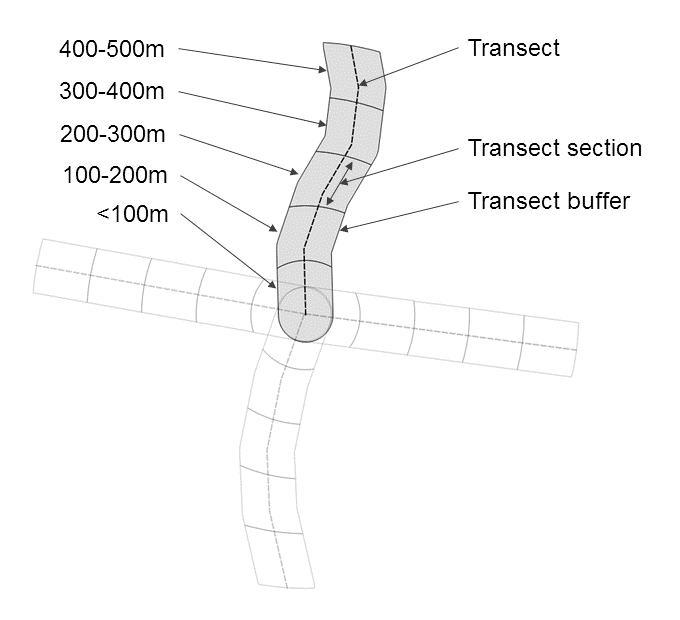 400-500m
Transect
300-400m
200-300m
Transect section
100-200m
Transect buffer
<100m